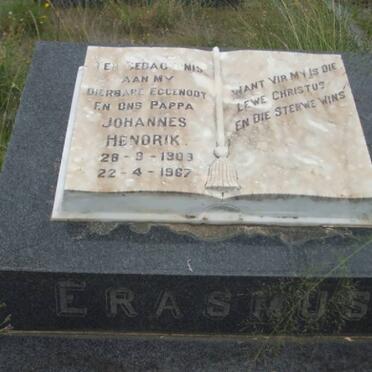 TER GEDAGTENIS
AAN MY
DIERBARE EGGENOOT
EN ONS PAPPA
JOHANNES
HENDRIK
28-9-1903
22-4-1967
WANT VIR MY IS DIE
LEWE CHRISTUS
EN DIE STERWE WINS
ERASMUS